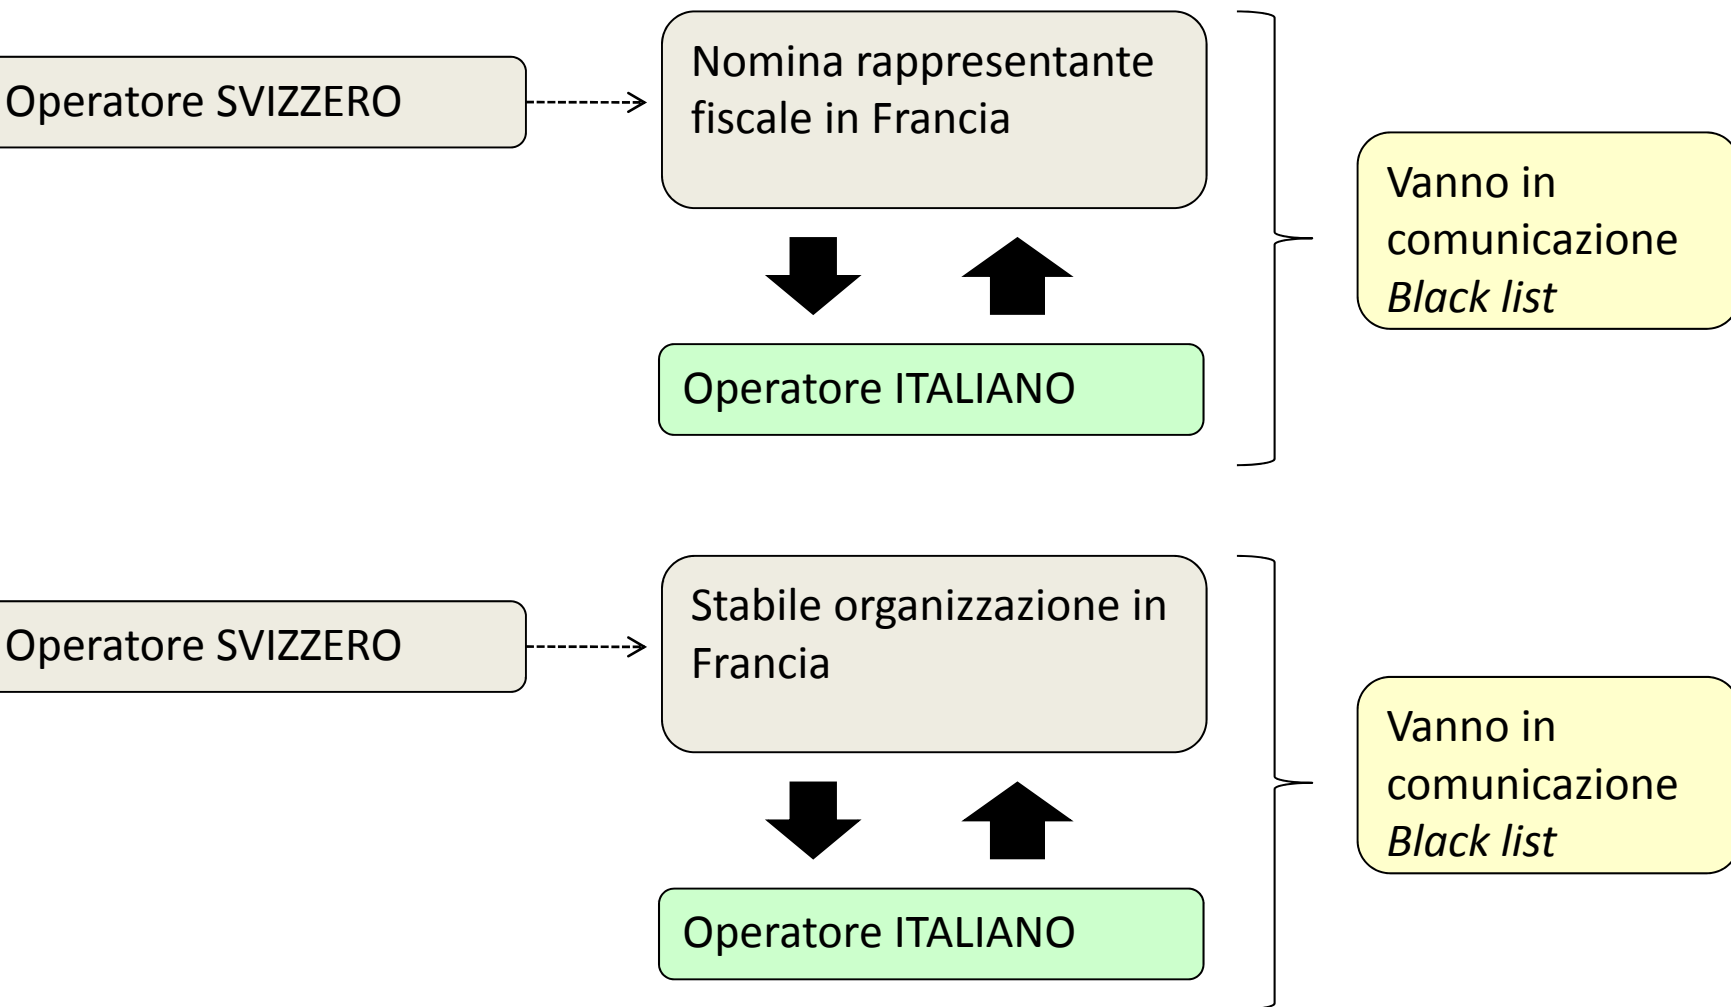 Operatore SVIZZERO
Nomina rappresentante
fiscale in Francia
Vanno in
comunicazione
Black list
Operatore ITALIANO
Operatore SVIZZERO
Stabile organizzazione in
Francia
Vanno in
comunicazione
Black list
Operatore ITALIANO